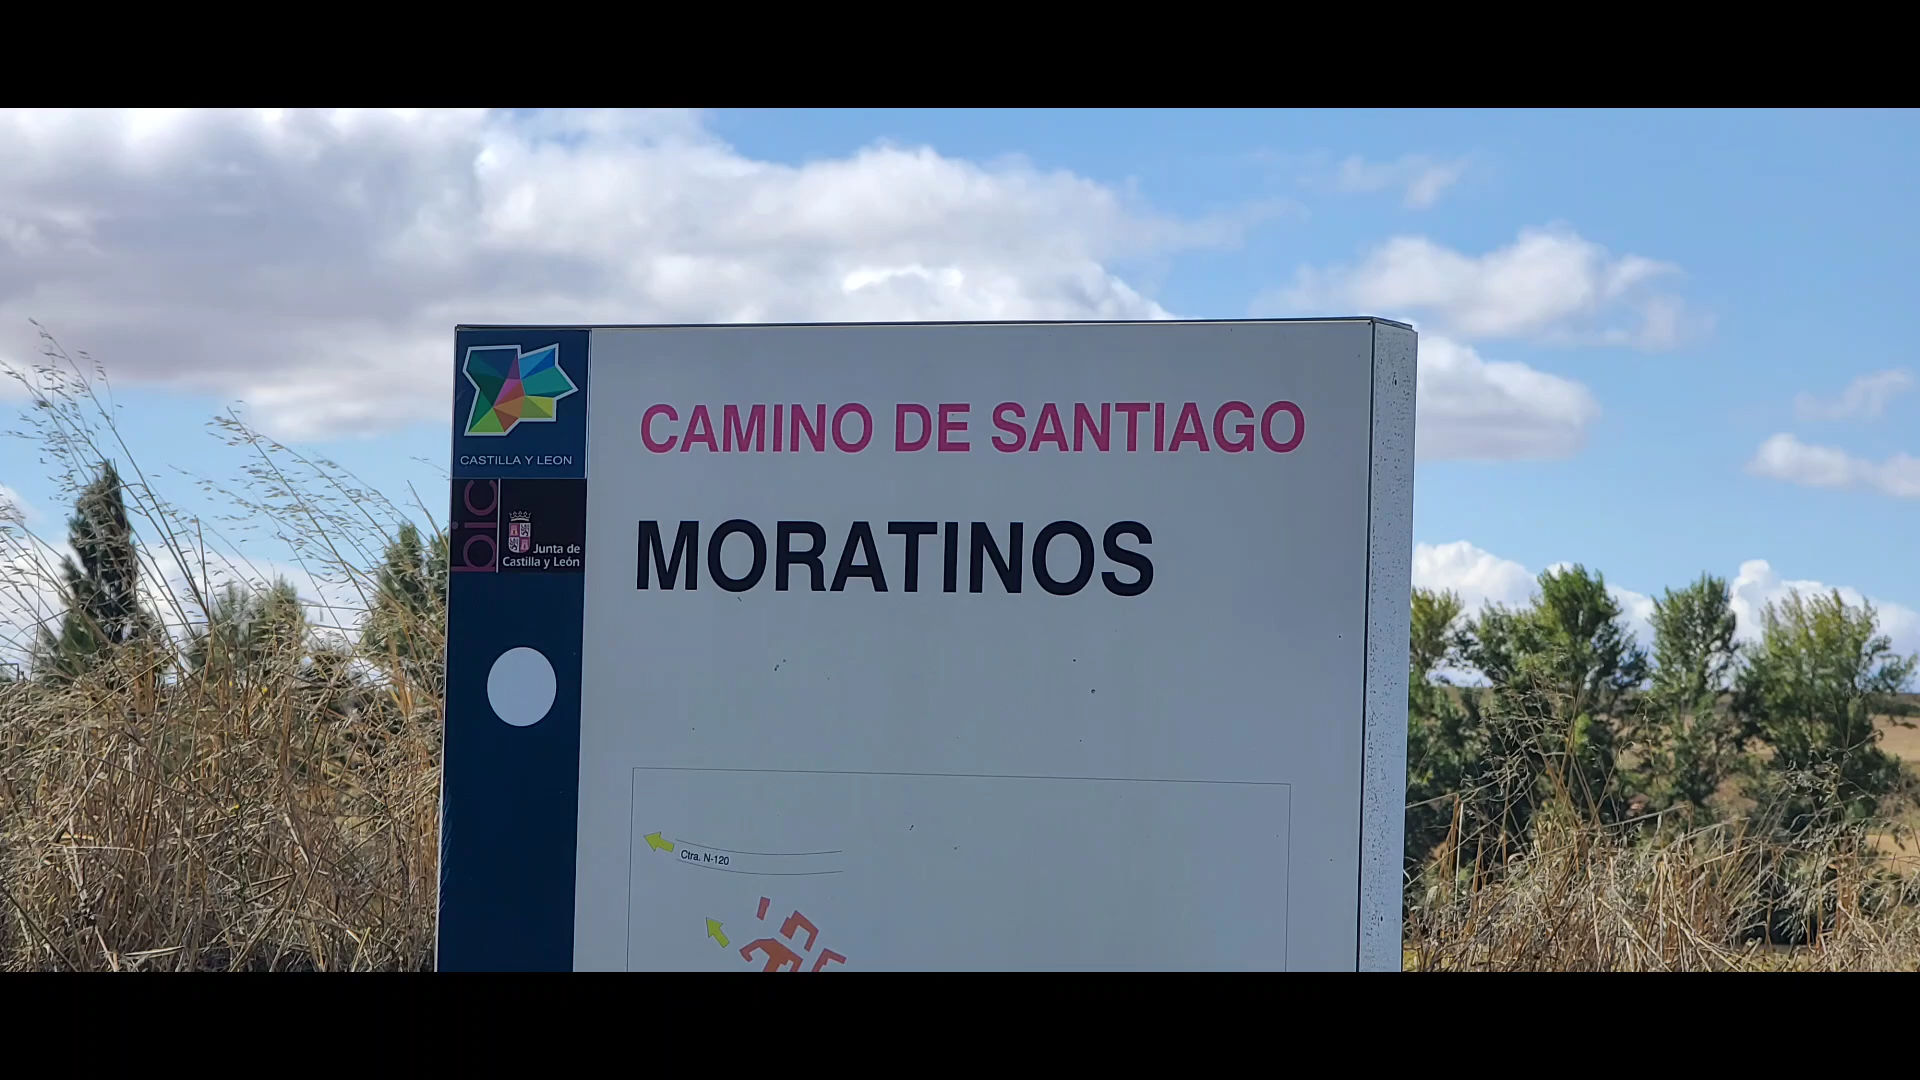 CASTILLA Y LEON
bic
Junta de
Castilla y León
CAMINO DE SANTIAGO
MORATINOS
Ctra. N-120